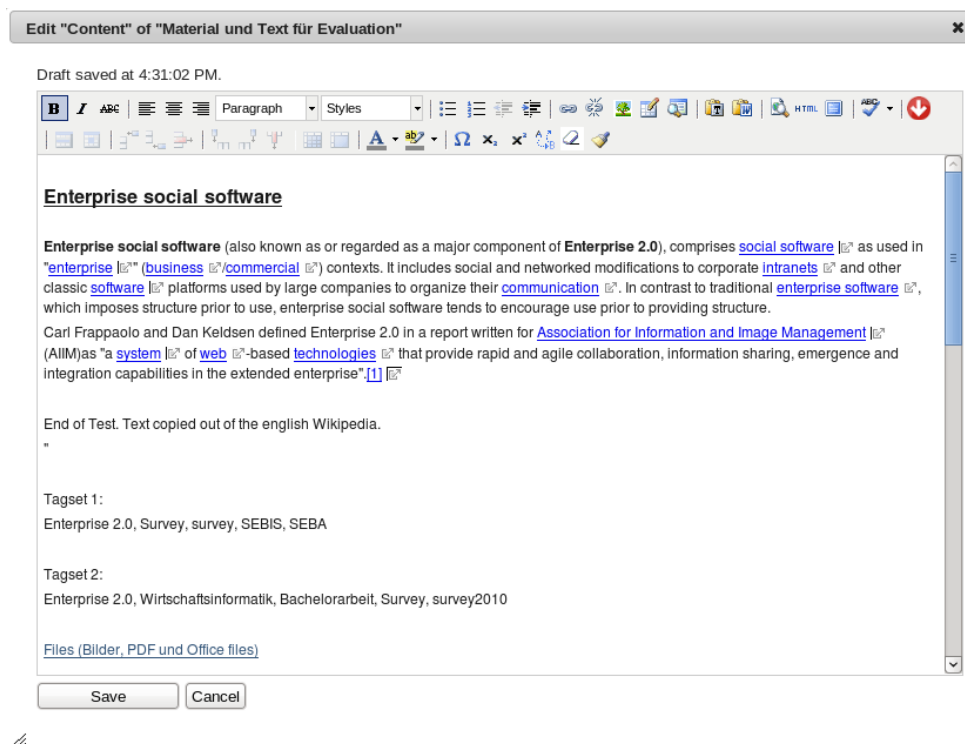 Edit "Content" of "Material und Text für Evaluation"
Draft saved at 4:31:02 PM.
B I ABC Paragraph Styles HTML ABC
A ab Ω x₂ x² A
Enterprise social software
Enterprise social software (also known as or regarded as a major component of Enterprise 2.0), comprises social software as used in
"enterprise" (business /commercial ) contexts. It includes social and networked modifications to corporate intranets and other
classic software platforms used by large companies to organize their communication . In contrast to traditional enterprise software ,
which imposes structure prior to use, enterprise social software tends to encourage use prior to providing structure.
Carl Frappaolo and Dan Keldsen defined Enterprise 2.0 in a report written for Association for Information and Image Management
(AIIM)as "a system of web -based technologies that provide rapid and agile collaboration, information sharing, emergence and
integration capabilities in the extended enterprise".[1]
End of Test. Text copied out of the english Wikipedia.
"
Tagset 1:
Enterprise 2.0, Survey, survey, SEBIS, SEBA
Tagset 2:
Enterprise 2.0, Wirtschaftsinformatik, Bachelorarbeit, Survey, survey2010
Files (Bilder, PDF und Office files)
Save Cancel